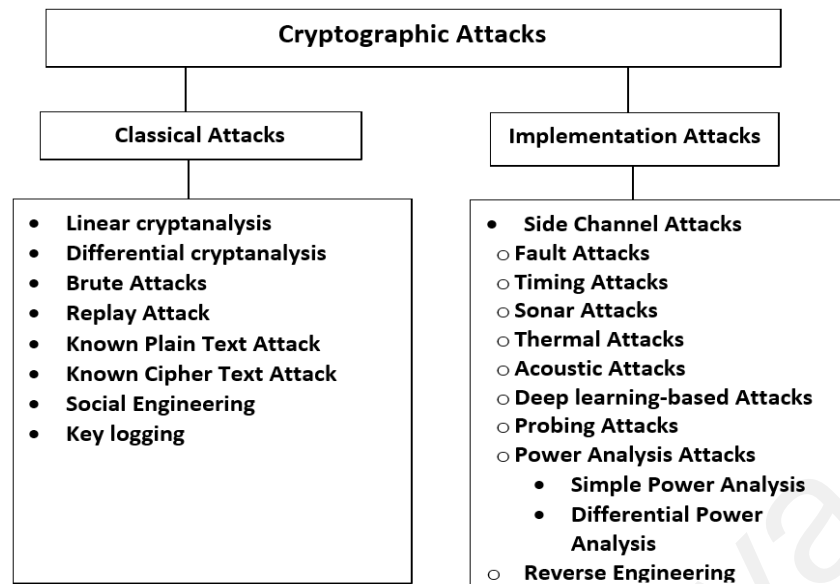 Cryptographic Attacks
Classical Attacks
Implementation Attacks
• Linear cryptanalysis
• Differential cryptanalysis
• Brute Attacks
• Replay Attack
• Known Plain Text Attack
• Known Cipher Text Attack
• Social Engineering
• Key logging
• Side Channel Attacks
o Fault Attacks
o Timing Attacks
o Sonar Attacks
o Thermal Attacks
o Acoustic Attacks
o Deep learning-based Attacks
o Probing Attacks
o Power Analysis Attacks
• Simple Power Analysis
• Differential Power
Analysis
o Reverse Engineering